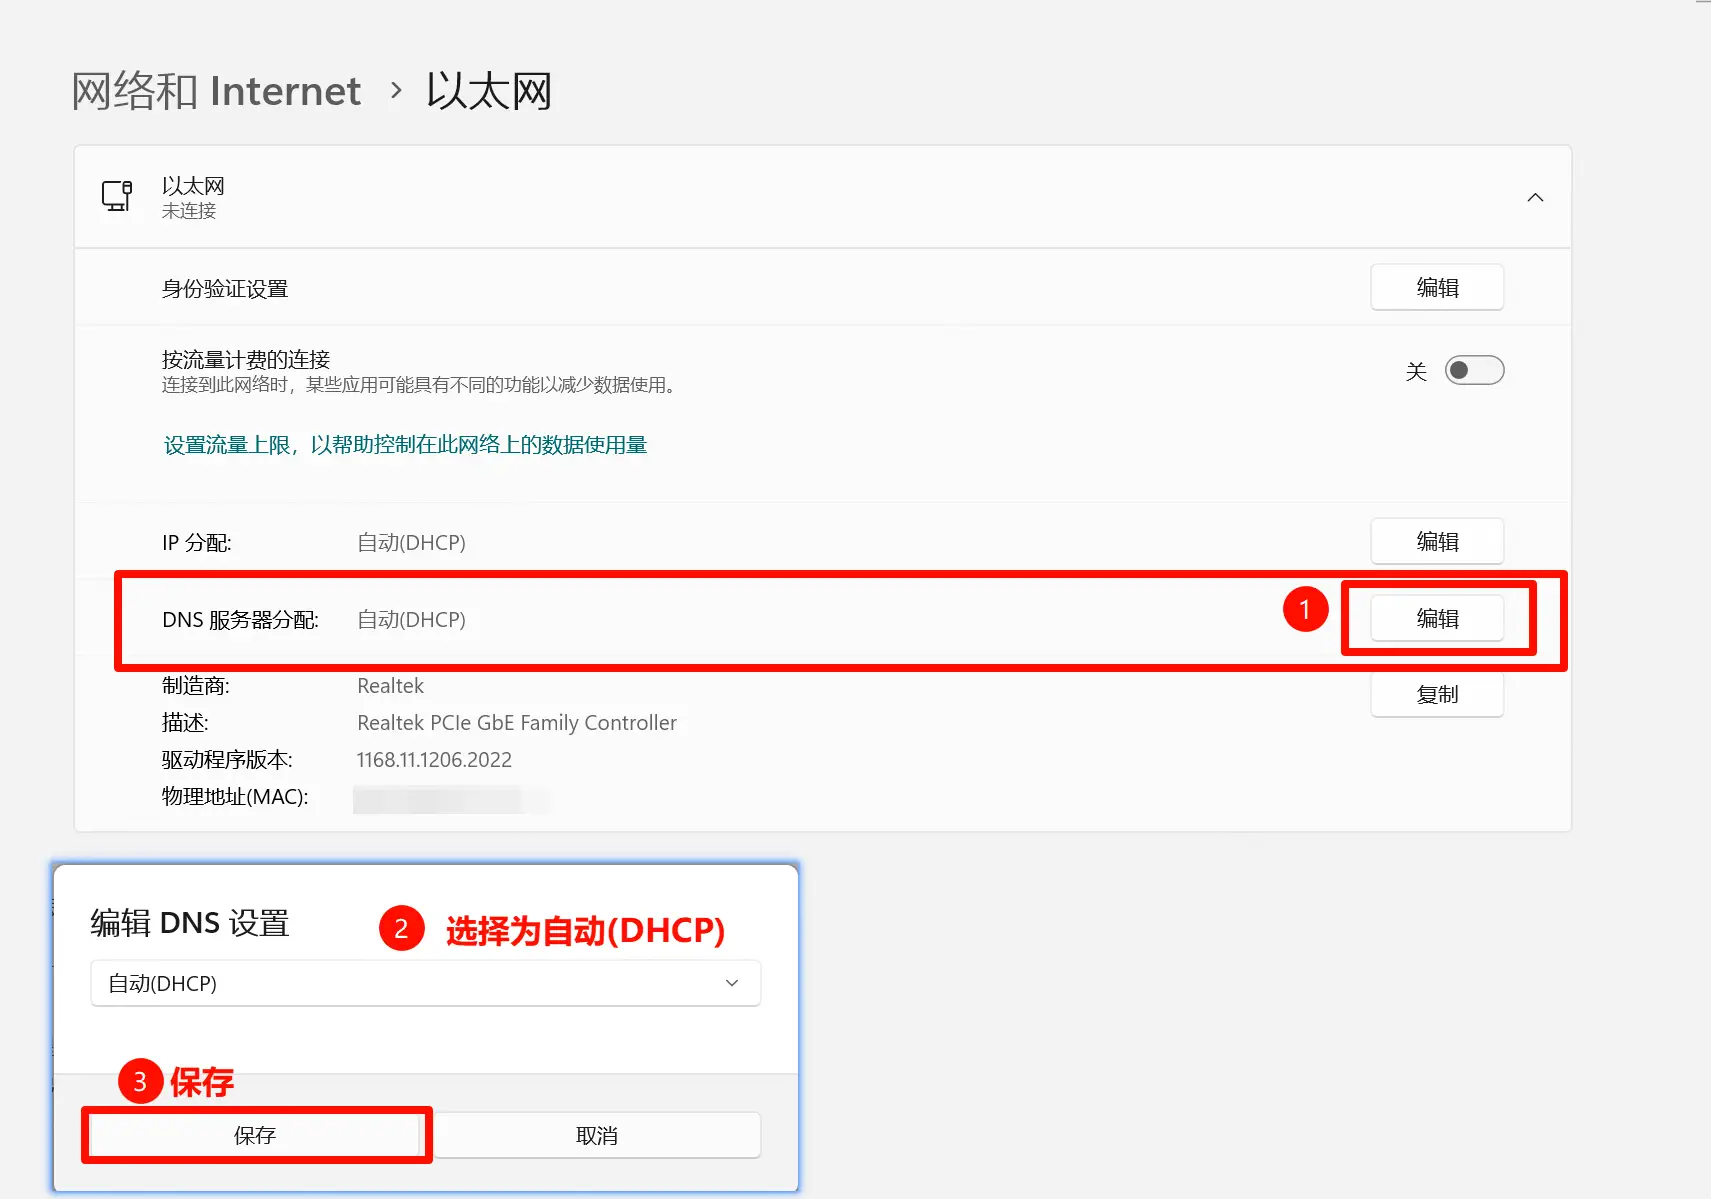 网络和 Internet › 以太网
以太网
未连接
身份验证设置
编辑
按流量计费的连接
连接到此网络时，某些应用可能具有不同的功能以减少数据使用。
关
设置流量上限，以帮助控制在此网络上的数据使用量
IP 分配: 自动(DHCP) 编辑
DNS 服务器分配: 自动(DHCP) 1 编辑
制造商: Realtek 复制
描述: Realtek PCIe GbE Family Controller
驱动程序版本: 1168.11.1206.2022
物理地址(MAC):
编辑 DNS 设置 2 选择为自动(DHCP)
自动(DHCP)
3 保存
保存 取消